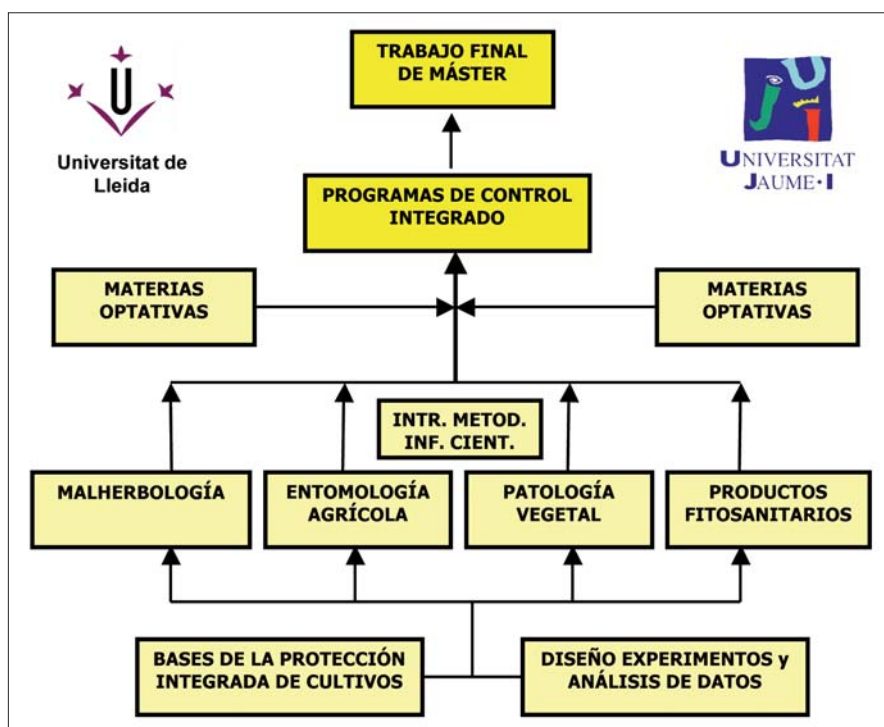 TRABAJO FINAL
DE MÁSTER
U
Universitat de
Lleida
UJI
UNIVERSITAT
JAUME·I
PROGRAMAS DE CONTROL
INTEGRADO
MATERIAS
OPTATIVAS
MATERIAS
OPTATIVAS
INTR. METOD.
INF. CIENT.
MALHERBOLOGÍA
ENTOMOLOGÍA
AGRÍCOLA
PATOLOGÍA
VEGETAL
PRODUCTOS
FITOSANITARIOS
BASES DE LA PROTECCIÓN
INTEGRADA DE CULTIVOS
DISEÑO EXPERIMENTOS y
ANÁLISIS DE DATOS